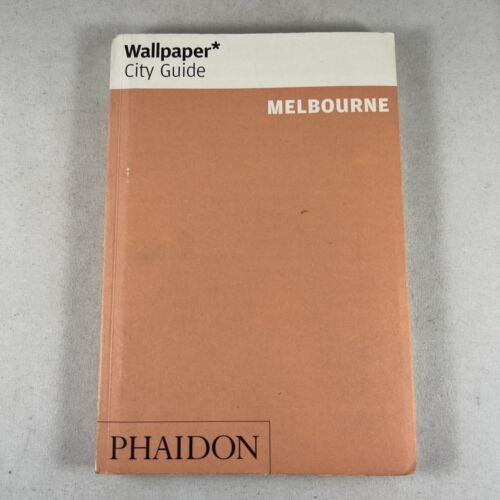 Wallpaper*
City Guide
MELBOURNE
PHAIDON